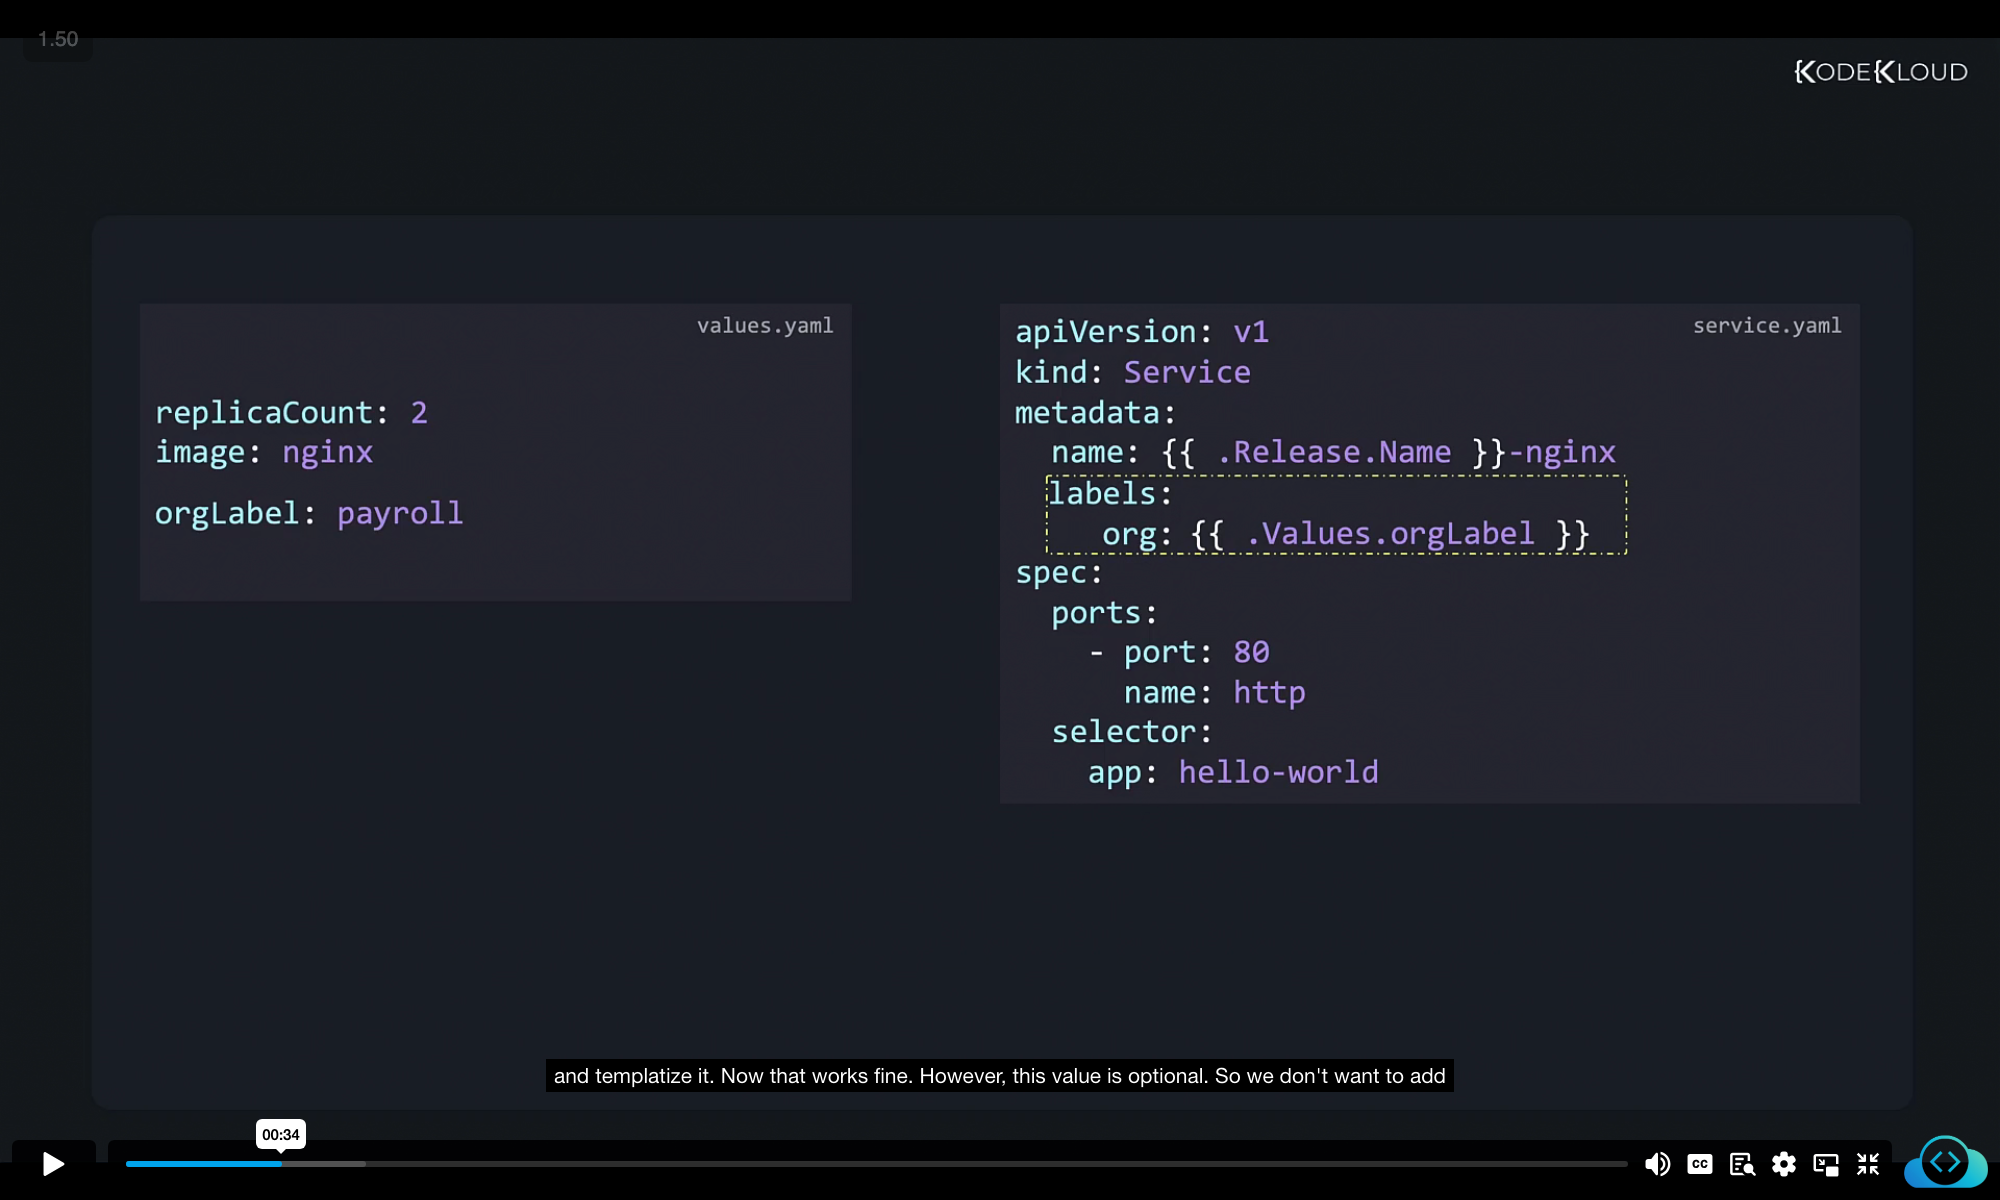 1.50
KODEKLOUD
values.yaml
replicaCount: 2
image: nginx
orgLabel: payroll
service.yaml
apiVersion: v1
kind: Service
metadata:
  name: {{ .Release.Name }}-nginx
  labels:
     org: {{ .Values.orgLabel }}
spec:
  ports:
    - port: 80
      name: http
  selector:
    app: hello-world
and templatize it. Now that works fine. However, this value is optional. So we don't want to add
00:34
CC